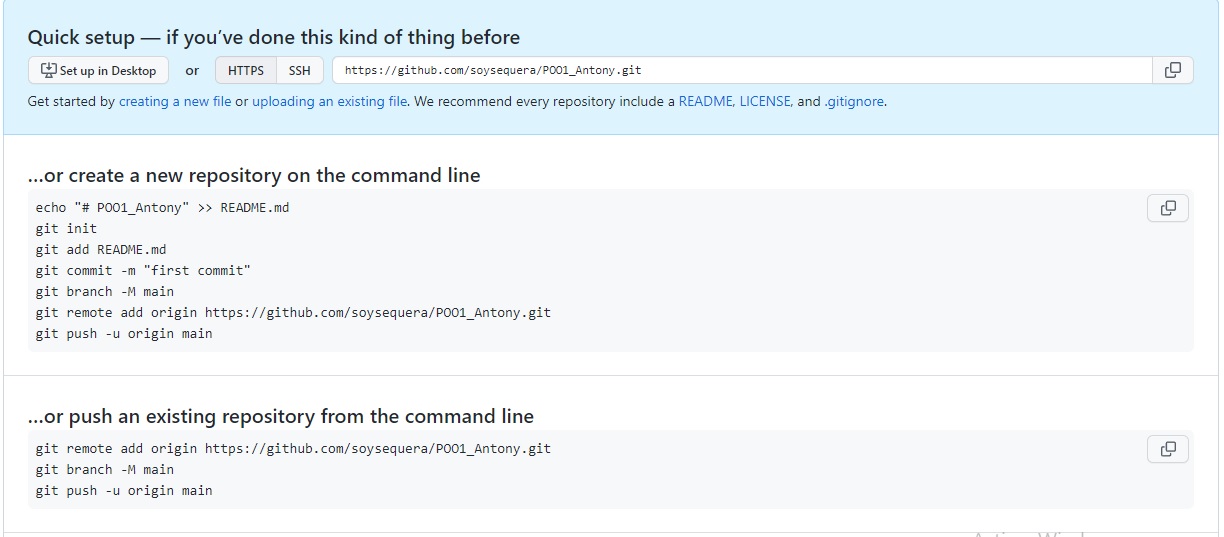 Quick setup — if you've done this kind of thing before
Set up in Desktop or HTTPS SSH https://github.com/soysequera/POO1_Antony.git
Get started by creating a new file or uploading an existing file. We recommend every repository include a README, LICENSE, and .gitignore.
…or create a new repository on the command line
echo "# POO1_Antony" >> README.md
git init
git add README.md
git commit -m "first commit"
git branch -M main
git remote add origin https://github.com/soysequera/POO1_Antony.git
git push -u origin main
…or push an existing repository from the command line
git remote add origin https://github.com/soysequera/POO1_Antony.git
git branch -M main
git push -u origin main